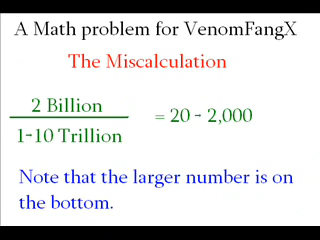 A Math problem for VenomFangX
The Miscalculation
2 Billion
1-10 Trillion
= 20 - 2,000
Note that the larger number is on
the bottom.